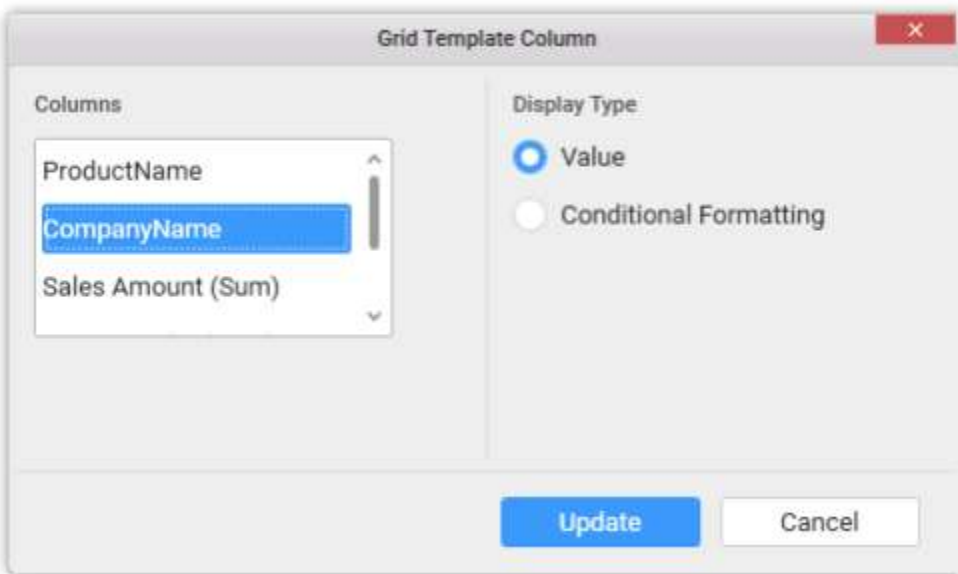 Grid Template Column
Columns
ProductName
CompanyName
Sales Amount (Sum)
Display Type
Value
Conditional Formatting
Update
Cancel